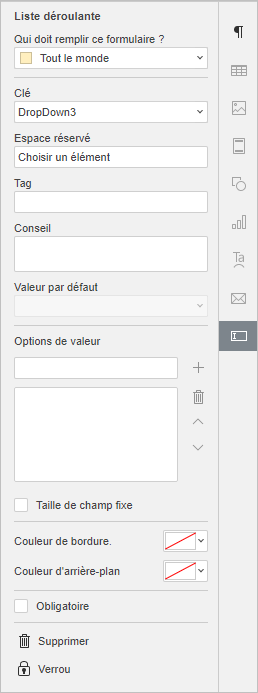 Liste déroulante
Qui doit remplir ce formulaire ?
Tout le monde
Clé
DropDown3
Espace réservé
Choisir un élément
Tag
Conseil
Valeur par défaut
Options de valeur
Taille de champ fixe
Couleur de bordure.
Couleur d'arrière-plan
Obligatoire
Supprimer
Verrou
Ta